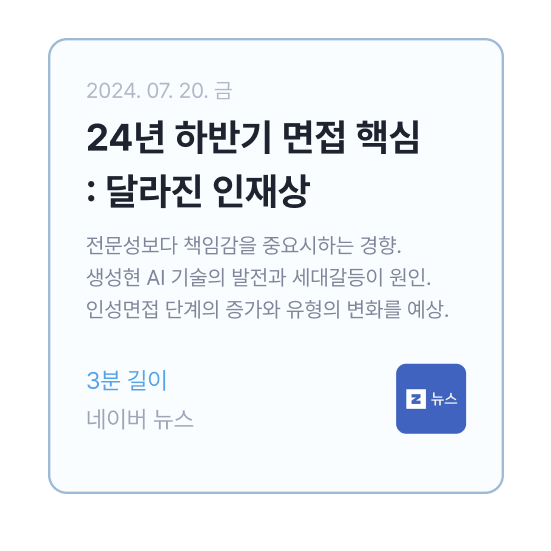 2024. 07. 20. 금
24년 하반기 면접 핵심
: 달라진 인재상
전문성보다 책임감을 중요시하는 경향.
생성현 AI 기술의 발전과 세대갈등이 원인.
인성면접 단계의 증가와 유형의 변화를 예상.
3분 길이
네이버 뉴스
N 뉴스